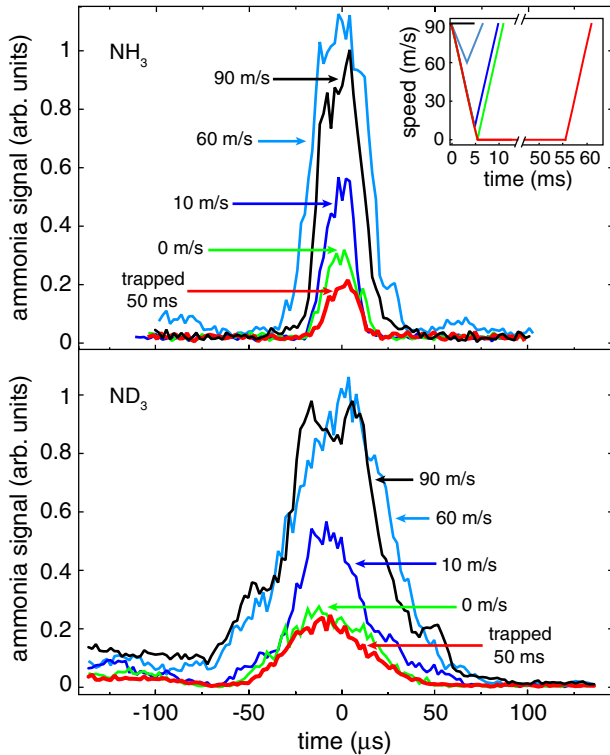 NH3
ammonia signal (arb. units)
1
0.8
0.6
0.4
0.2
0
90 m/s
60 m/s
10 m/s
0 m/s
trapped
50 ms
speed (m/s)
90
60
30
0
0 5 10 50 55 60
time (ms)
ND3
ammonia signal (arb. units)
1
0.8
0.6
0.4
0.2
0
90 m/s
60 m/s
10 m/s
0 m/s
trapped
50 ms
-100 -50 0 50 100
time (μs)